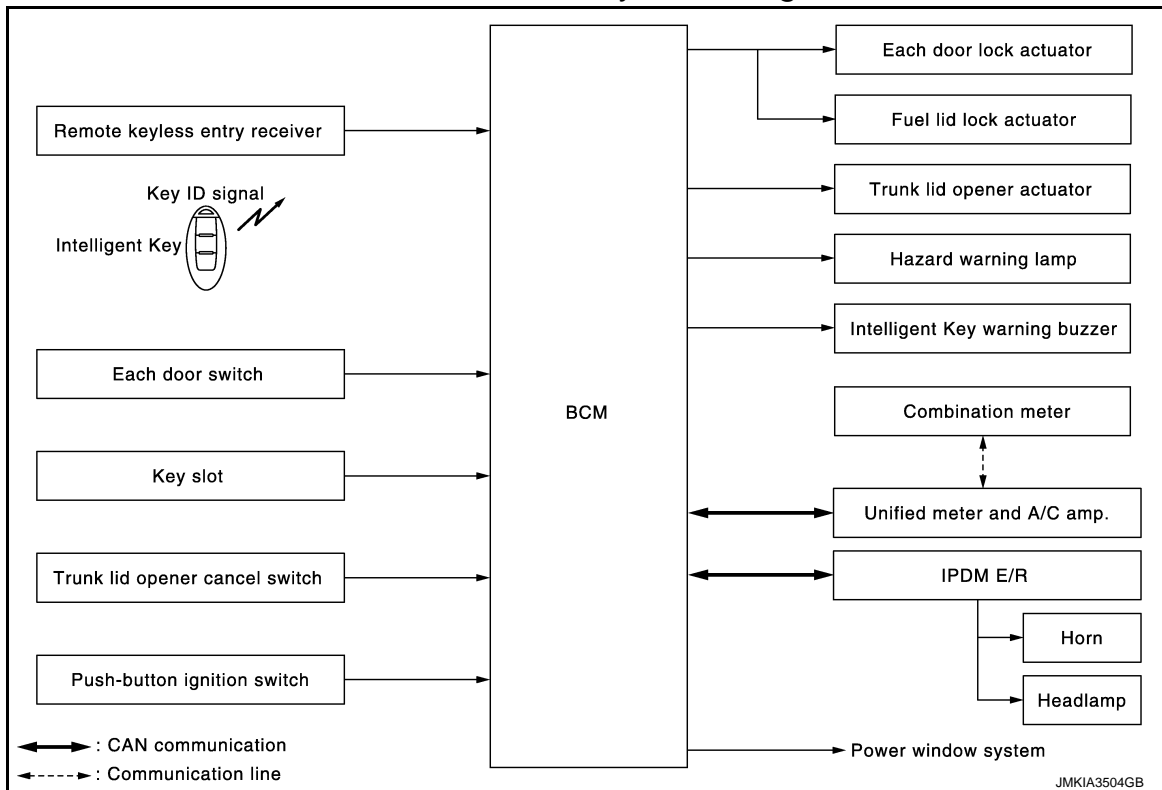 Remote keyless entry receiver
Key ID signal
Intelligent Key
Each door switch
Key slot
Trunk lid opener cancel switch
Push-button ignition switch
: CAN communication
: Communication line
BCM
Each door lock actuator
Fuel lid lock actuator
Trunk lid opener actuator
Hazard warning lamp
Intelligent Key warning buzzer
Combination meter
Unified meter and A/C amp.
IPDM E/R
Horn
Headlamp
Power window system
JMKIA3504GB